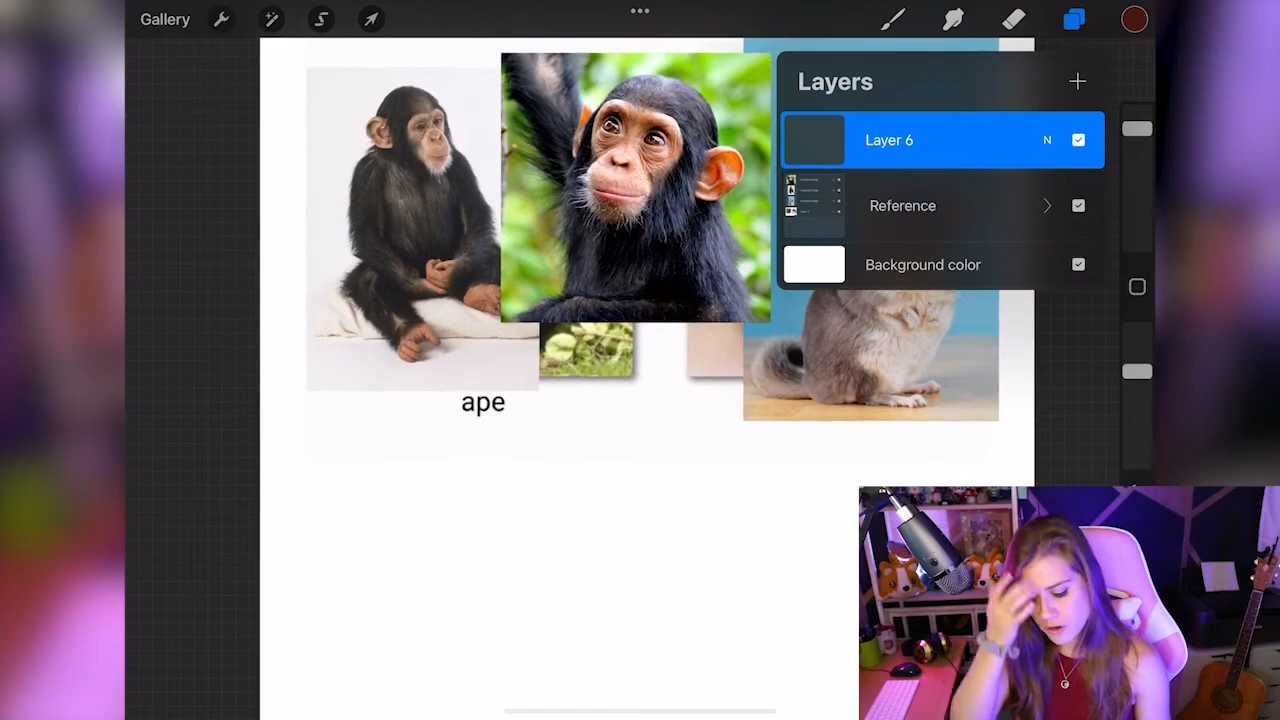 Gallery
Layers
Layer 6 N
Reference
Background color
ape